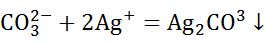 CO₃²⁻ + 2Ag⁺ = Ag₂CO³ ↓